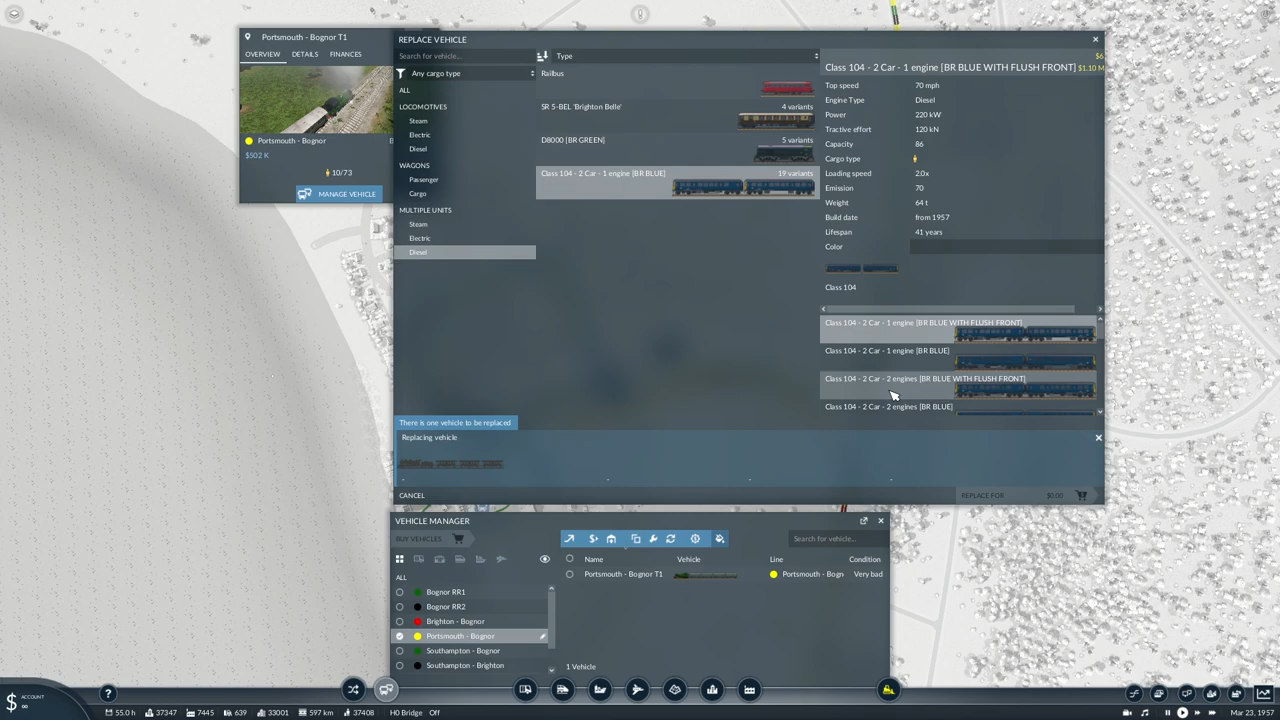 Portsmouth - Bognor T1
OVERVIEW DETAILS FINANCES
Portsmouth - Bognor B
$502 K
10/73
MANAGE VEHICLE
REPLACE VEHICLE
Search for vehicle...
Type
Any cargo type
ALL
LOCOMOTIVES
Steam
Electric
Diesel
WAGONS
Passenger
Cargo
MULTIPLE UNITS
Steam
Electric
Diesel
Railbus
SR 5-BEL 'Brighton Belle' 4 variants
D8000 [BR GREEN] 5 variants
Class 104 - 2 Car - 1 engine [BR BLUE] 19 variants
$6
Class 104 - 2 Car - 1 engine [BR BLUE WITH FLUSH FRONT] $1.10 M
Top speed 70 mph
Engine Type Diesel
Power 220 kW
Tractive effort 120 kN
Capacity 86
Cargo type
Loading speed 2.0x
Emission 70
Weight 64 t
Build date from 1957
Lifespan 41 years
Color
Class 104
Class 104 - 2 Car - 1 engine [BR BLUE WITH FLUSH FRONT]
Class 104 - 2 Car - 1 engine [BR BLUE]
Class 104 - 2 Car - 2 engines [BR BLUE WITH FLUSH FRONT]
Class 104 - 2 Car - 2 engines [BR BLUE]
There is one vehicle to be replaced
Replacing vehicle
- - - -
CANCEL
REPLACE FOR $0.00
VEHICLE MANAGER
BUY VEHICLES
Search for vehicle...
ALL
Bognor RR1
Bognor RR2
Brighton - Bognor
Portsmouth - Bognor
Southampton - Bognor
Southampton - Brighton
Name Vehicle Line Condition
Portsmouth - Bognor T1 Portsmouth - Bogn Very bad
1 Vehicle
$ ACCOUNT
∞
?
55.0 h 37347 7445 639 33001 597 km 37408 H0 Bridge Off
Mar 23, 1957